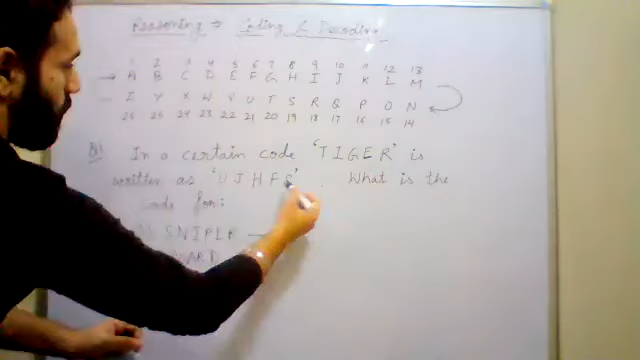 Reasoning ⇒ Coding & Decoding
1 2 3 4 5 6 7 8 9 10 11 12 13
→ A B C D E F G H I J K L M
Z Y X W V U T S R Q P O N
26 25 24 23 22 21 20 19 18 17 16 15 14
Q1 In a certain code 'TIGER' is
written as 'UJHFS'. What is the
code for: